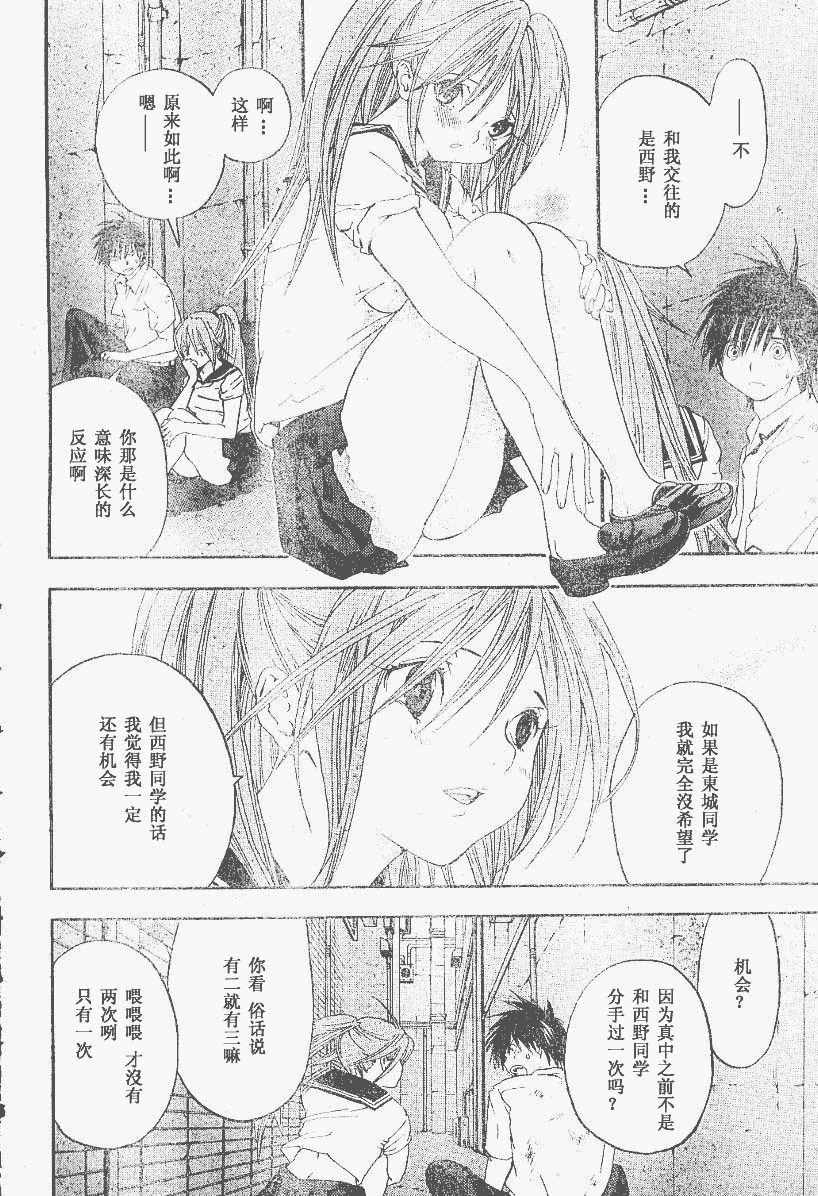 ——不
和我交往的
是西野…
啊…
这样
原来如此啊…
嗯——
你那是什么
意味深长的
反应啊
如果是東城同学
我就完全沒希望了
但西野同学的话
我觉得我一定
还有机会
机会?
因为真中之前不是
和西野同学
分手过一次吗?
你看 俗话说
有二就有三嘛
喂喂喂 才沒有
两次咧
只有一次